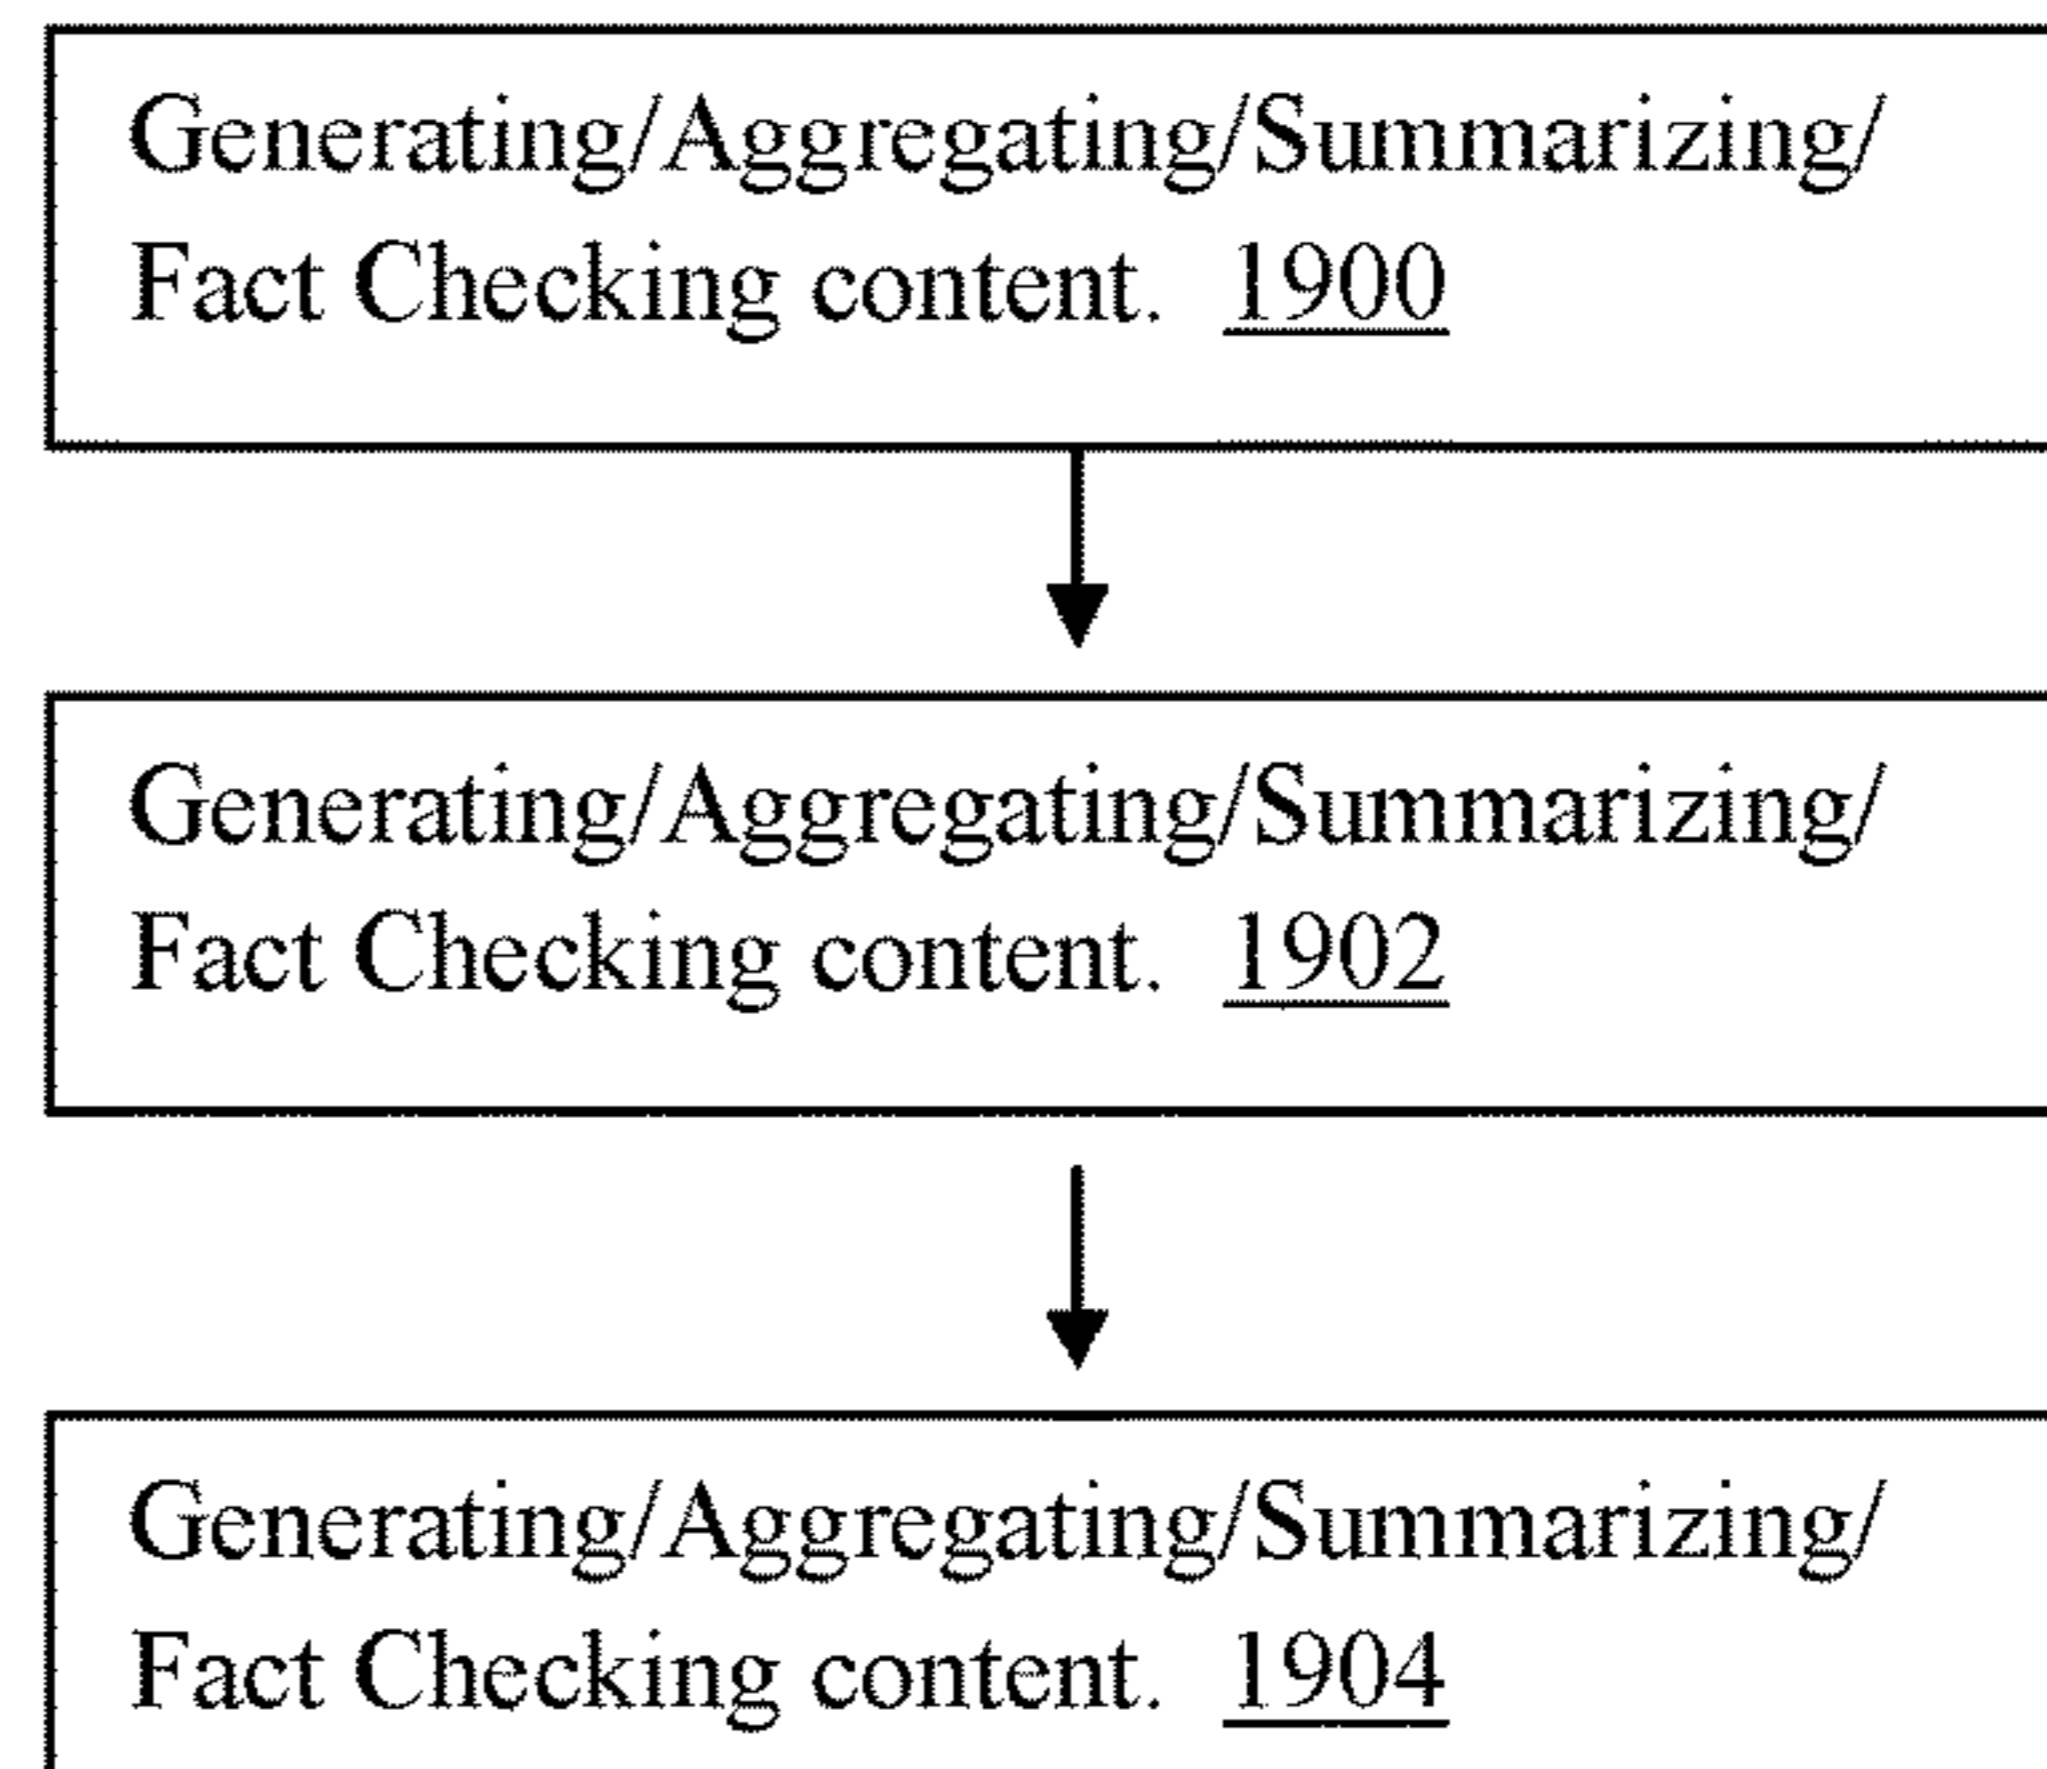 Generating/Aggregating/Summarizing/
Fact Checking content. 1900
Generating/Aggregating/Summarizing/
Fact Checking content. 1902
Generating/Aggregating/Summarizing/
Fact Checking content. 1904